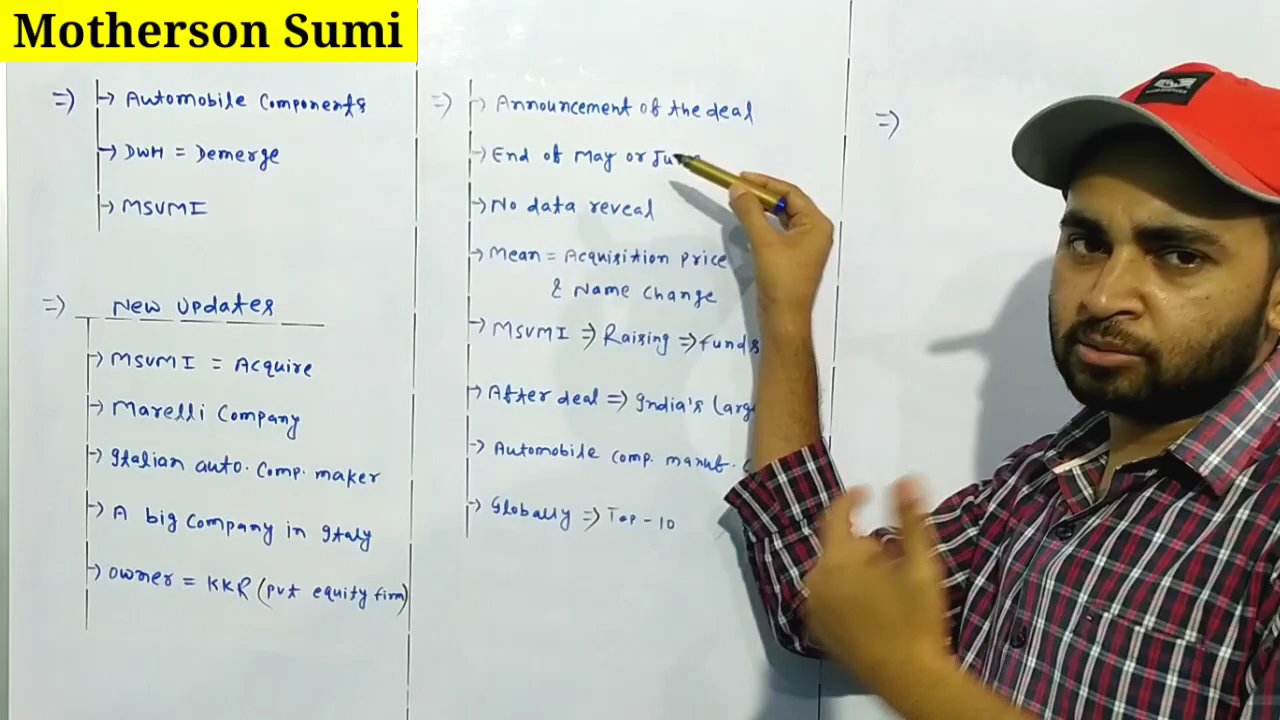 Motherson Sumi
=> → Automobile Components
→ DWH = Demerge
→ MSUMI
=> New Updates
→ MSUMI = Acquire
→ Marelli Company
→ Italian auto. Comp. maker
→ A big company in Italy
→ Owner = KKR (pvt equity firm)
=> → Announcement of the deal
→ End of May or
→ No data reveal
→ Mean = Acquisition price
& Name Change
→ MSUMI => Raising => funds
→ After deal => India's
→ Automobile comp. manuf.
→ Globally => Top-10
=>